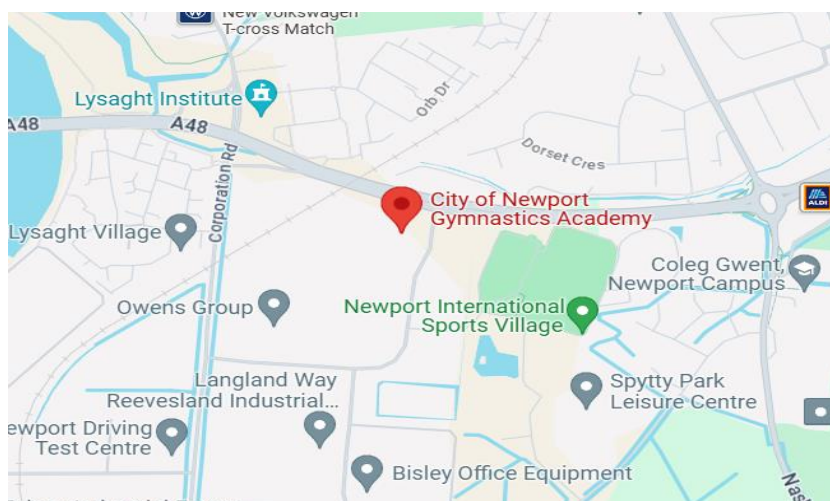 New Volkswagen
T-cross Match
Lysaght Institute
Orb Dr
A48
A48
Dorset Cres
Corporation Rd
City of Newport
Gymnastics Academy
ALDI
Lysaght Village
Coleg Gwent,
Newport Campus
Owens Group
Newport International
Sports Village
Langland Way
Reevesland Industrial...
Spytty Park
Leisure Centre
ewport Driving
Test Centre
Bisley Office Equipment
Nas